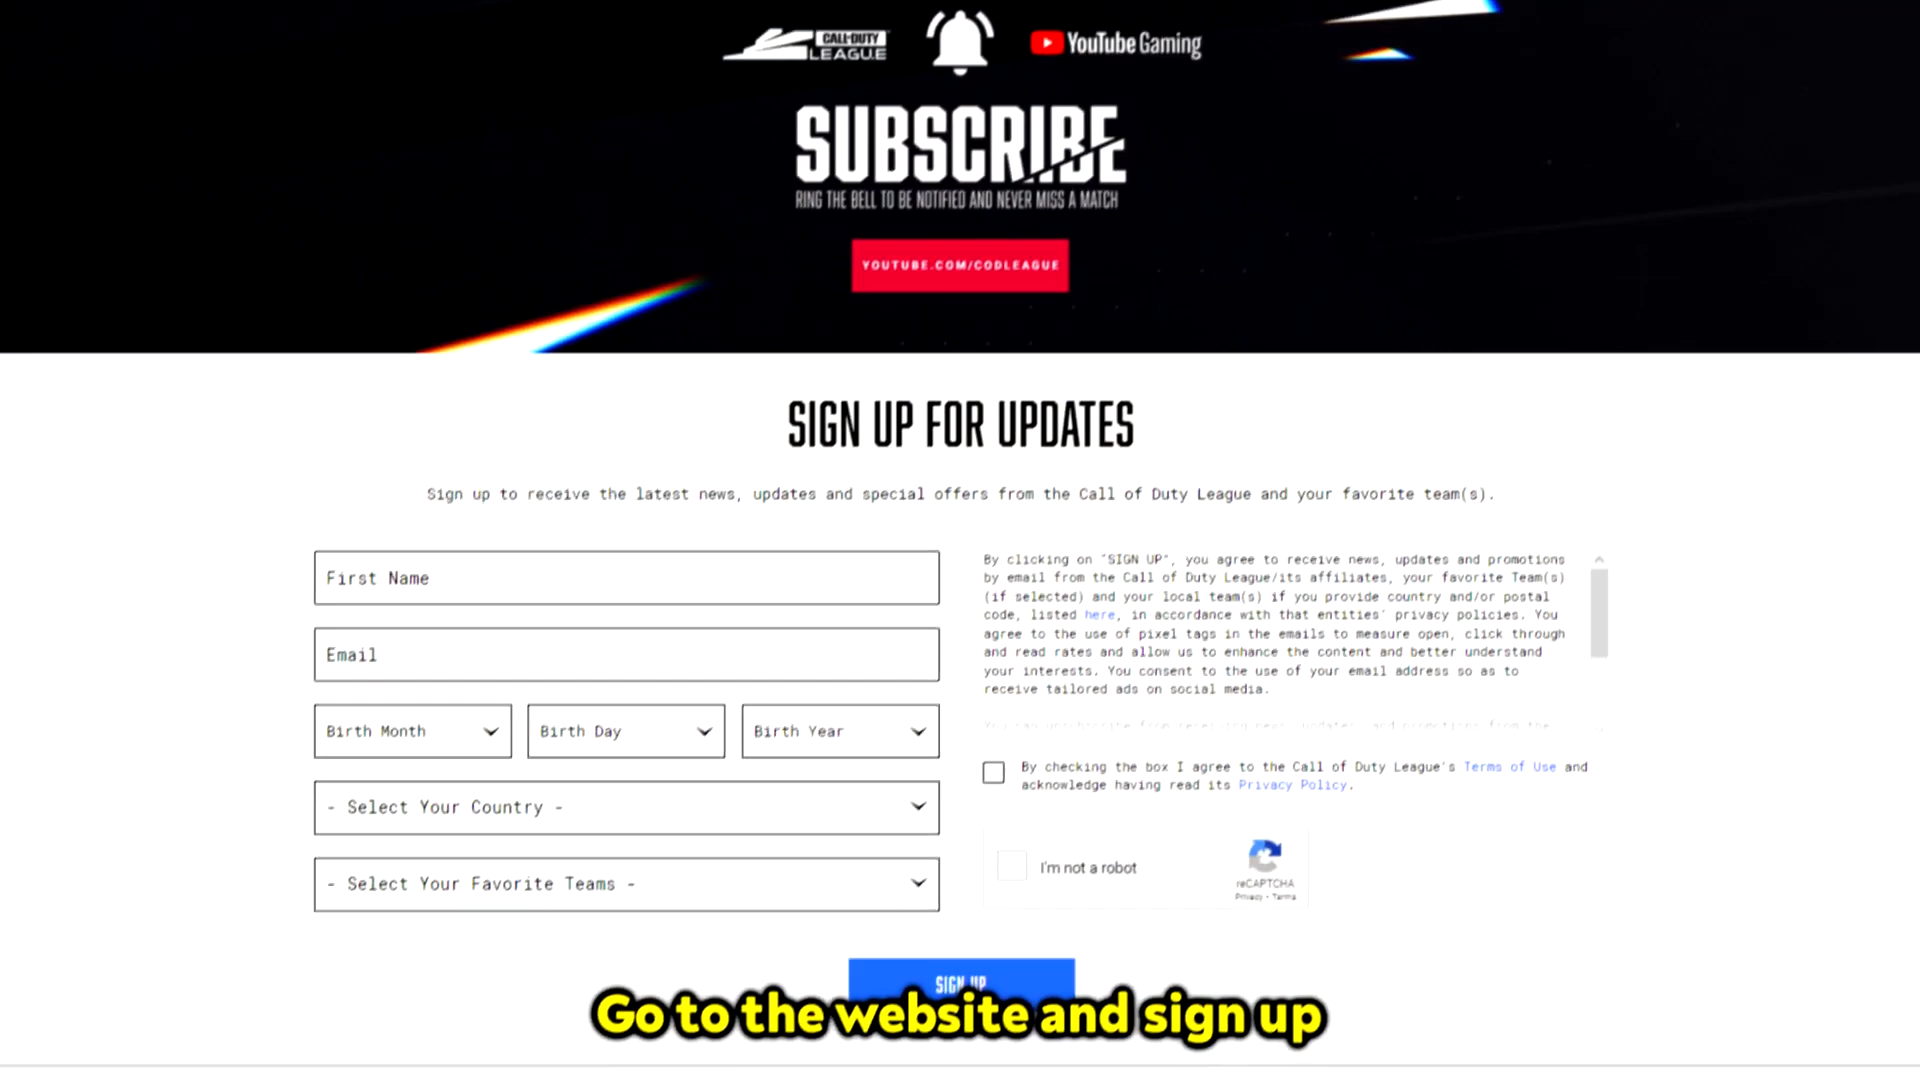 CALL OF DUTY
LEAGUE
YouTube Gaming
SUBSCRIBE
RING THE BELL TO BE NOTIFIED AND NEVER MISS A MATCH
YOUTUBE.COM/CODLEAGUE
SIGN UP FOR UPDATES
Sign up to receive the latest news, updates and special offers from the Call of Duty League and your favorite team(s).
First Name
Email
Birth Month
Birth Day
Birth Year
- Select Your Country -
- Select Your Favorite Teams -
By clicking on "SIGN UP", you agree to receive news, updates and promotions
by email from the Call of Duty League/its affiliates, your favorite Team(s)
(if selected) and your local team(s) if you provide country and/or postal
code, listed here, in accordance with that entities' privacy policies. You
agree to the use of pixel tags in the emails to measure open, click through
and read rates and allow us to enhance the content and better understand
your interests. You consent to the use of your email address so as to
receive tailored ads on social media.
By checking the box I agree to the Call of Duty League's Terms of Use and
acknowledge having read its Privacy Policy.
I'm not a robot
reCAPTCHA
Privacy - Terms
SIGN UP
Go to the website and sign up